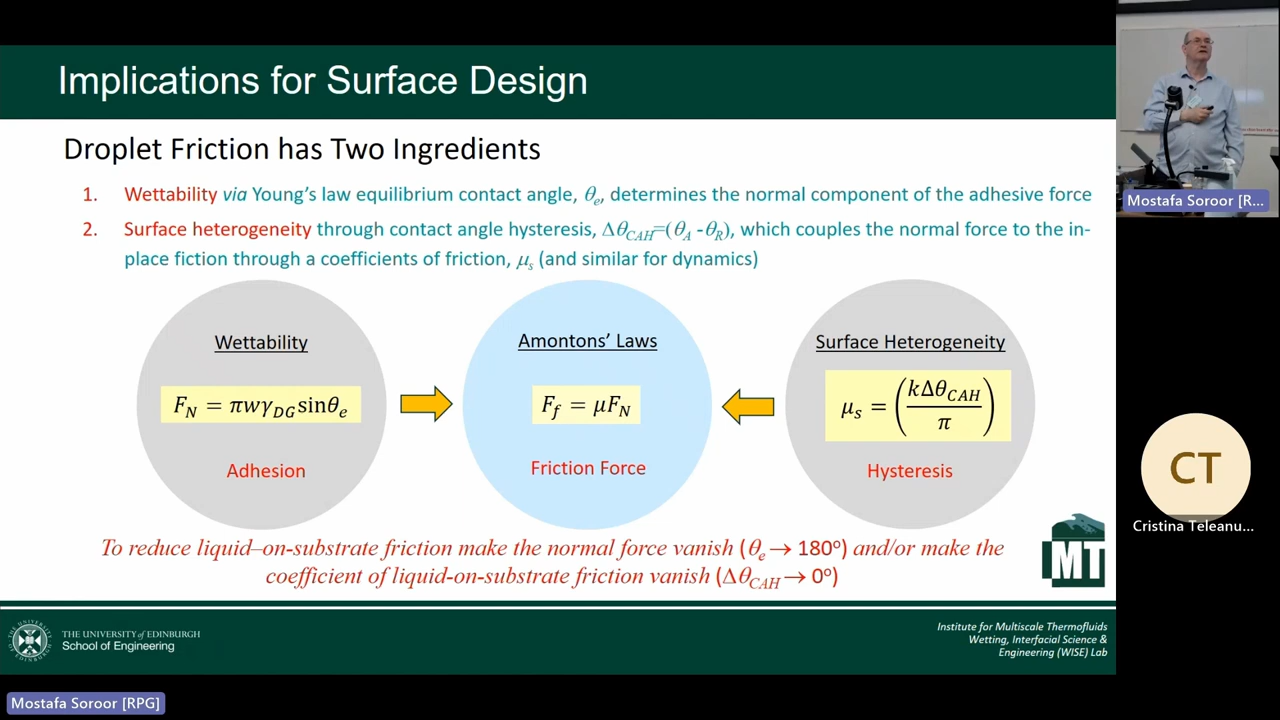 Implications for Surface Design
Droplet Friction has Two Ingredients
1. Wettability via Young's law equilibrium contact angle, θₑ, determines the normal component of the adhesive force
2. Surface heterogeneity through contact angle hysteresis, Δθ_CAH=(θ_A -θ_R), which couples the normal force to the in-
place fiction through a coefficients of friction, μₛ (and similar for dynamics)
Wettability
F_N = πwγ_DG sinθₑ
Adhesion
Amontons' Laws
F_f = μF_N
Friction Force
Surface Heterogeneity
μₛ = (kΔθ_CAH / π)
Hysteresis
To reduce liquid–on-substrate friction make the normal force vanish (θₑ → 180º) and/or make the
coefficient of liquid-on-substrate friction vanish (Δθ_CAH → 0º)
IMT
THE UNIVERSITY of EDINBURGH
School of Engineering
Institute for Multiscale Thermofluids
Wetting, Interfacial Science &
Engineering (WISE) Lab
Mostafa Soroor [R...
CT
Cristina Teleanu...
Mostafa Soroor [RPG]